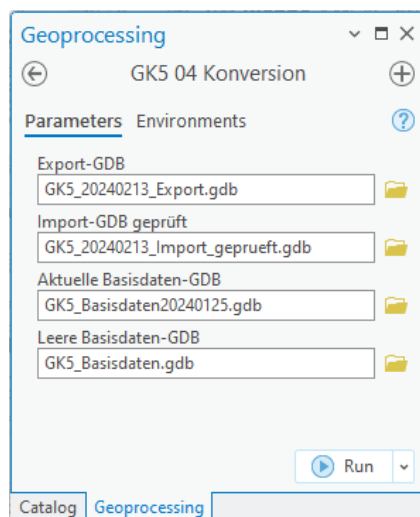 Geoprocessing
GK5 04 Konversion
Parameters Environments
Export-GDB
GK5_20240213_Export.gdb
Import-GDB geprüft
GK5_20240213_Import_geprueft.gdb
Aktuelle Basisdaten-GDB
GK5_Basisdaten20240125.gdb
Leere Basisdaten-GDB
GK5_Basisdaten.gdb
Run
Catalog Geoprocessing